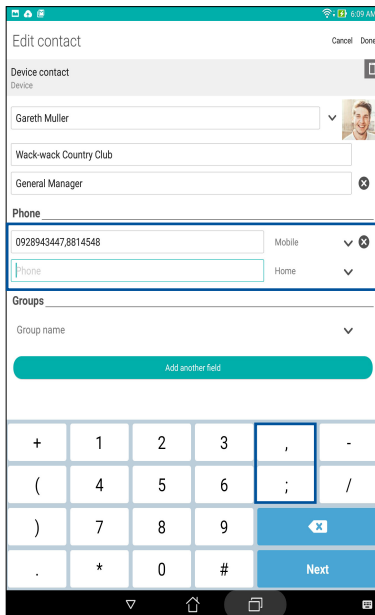 6:09 AM
Edit contact
Cancel Done
Device contact
Device
Gareth Muller
Wack-wack Country Club
General Manager
Phone
0928943447,8814548 Mobile
Phone Home
Groups
Group name
Add another field
+ 1 2 3 , -
( 4 5 6 ; /
) 7 8 9
. * 0 # Next